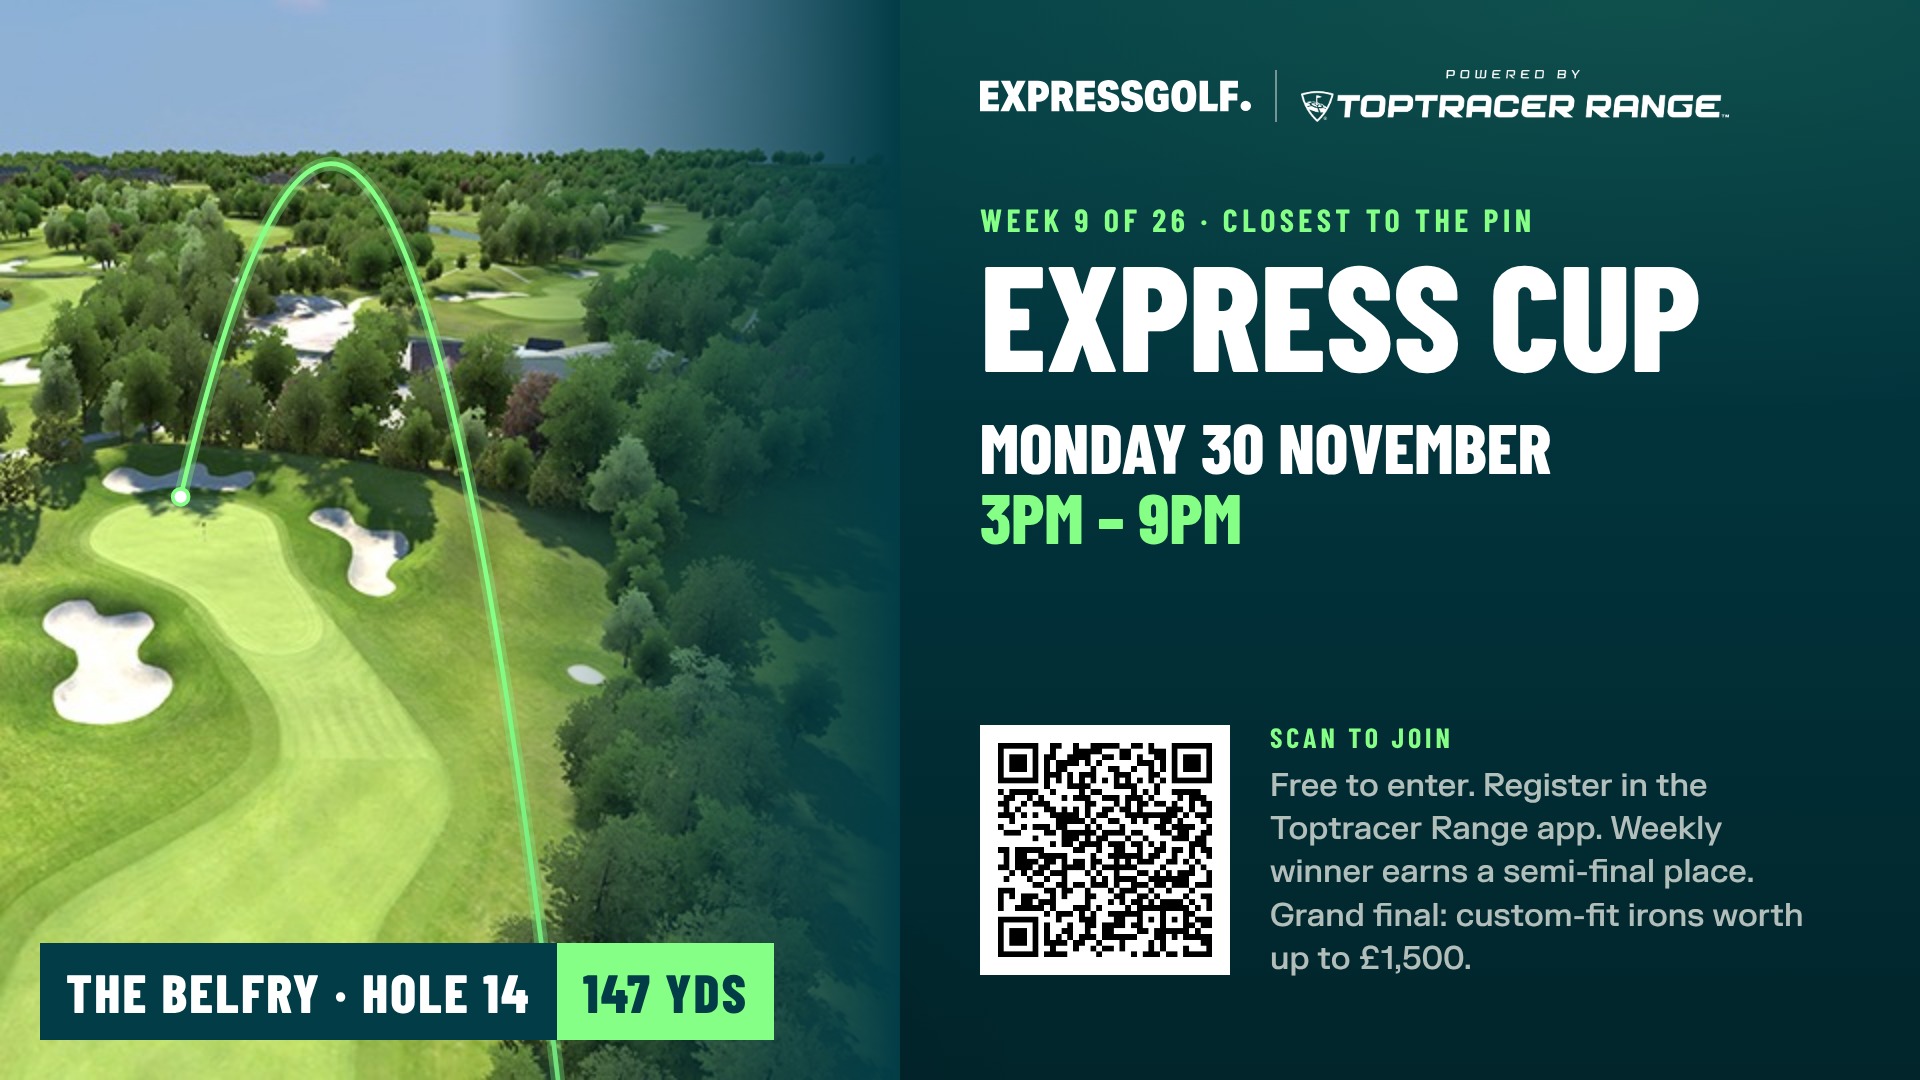 EXPRESSGOLF.
POWERED BY
TOPTRACER RANGE™
WEEK 9 OF 26 · CLOSEST TO THE PIN
EXPRESS CUP
MONDAY 30 NOVEMBER
3PM – 9PM
SCAN TO JOIN
Free to enter. Register in the
Toptracer Range app. Weekly
winner earns a semi-final place.
Grand final: custom-fit irons worth
up to £1,500.
THE BELFRY · HOLE 14
147 YDS